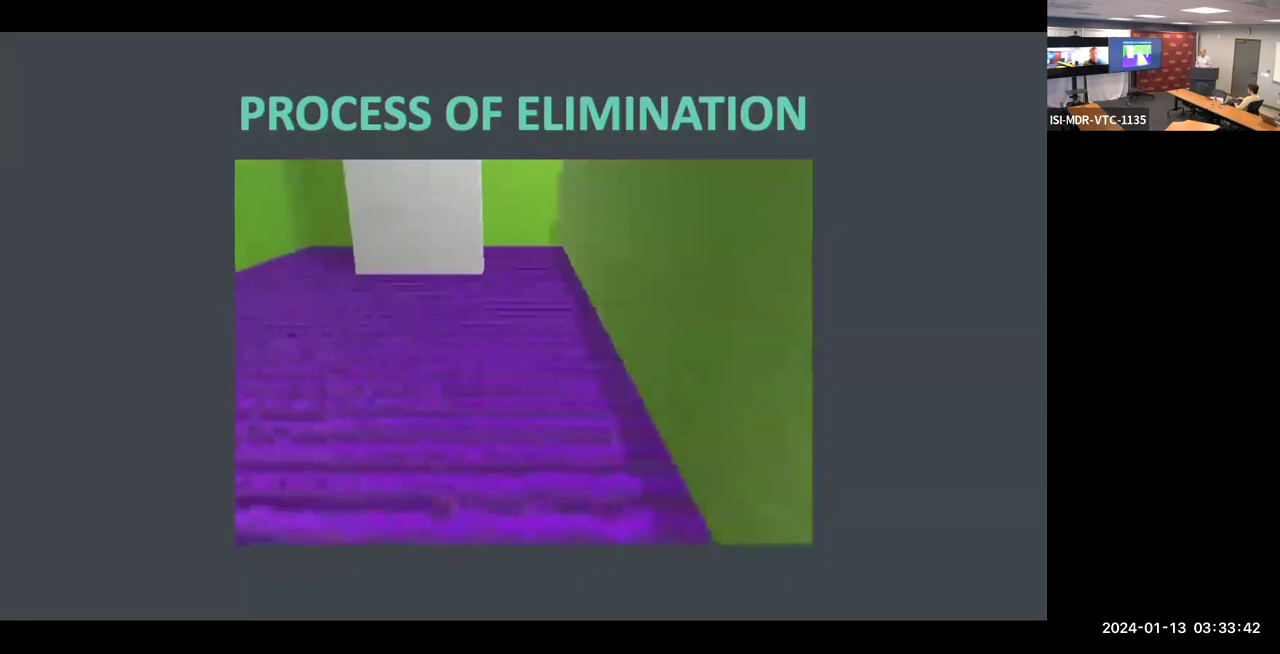 PROCESS OF ELIMINATION
ISI-MDR-VTC-1135
2024-01-13 03:33:42